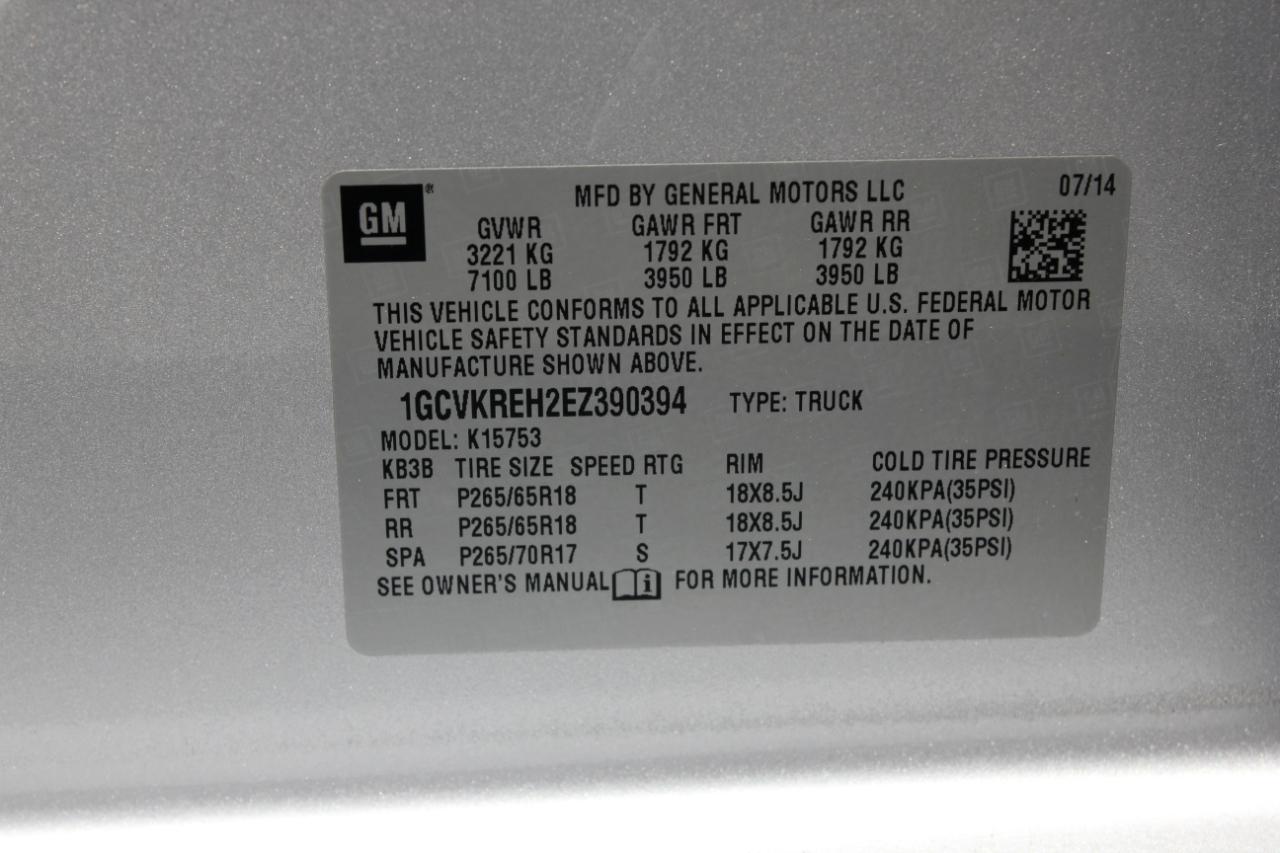 GM® MFD BY GENERAL MOTORS LLC 07/14
GVWR GAWR FRT GAWR RR
3221 KG 1792 KG 1792 KG
7100 LB 3950 LB 3950 LB
THIS VEHICLE CONFORMS TO ALL APPLICABLE U.S. FEDERAL MOTOR
VEHICLE SAFETY STANDARDS IN EFFECT ON THE DATE OF
MANUFACTURE SHOWN ABOVE.
1GCVKREH2EZ390394 TYPE: TRUCK
MODEL: K15753
KB3B TIRE SIZE SPEED RTG RIM COLD TIRE PRESSURE
FRT P265/65R18 T 18X8.5J 240KPA(35PSI)
RR P265/65R18 T 18X8.5J 240KPA(35PSI)
SPA P265/70R17 S 17X7.5J 240KPA(35PSI)
SEE OWNER'S MANUAL i FOR MORE INFORMATION.